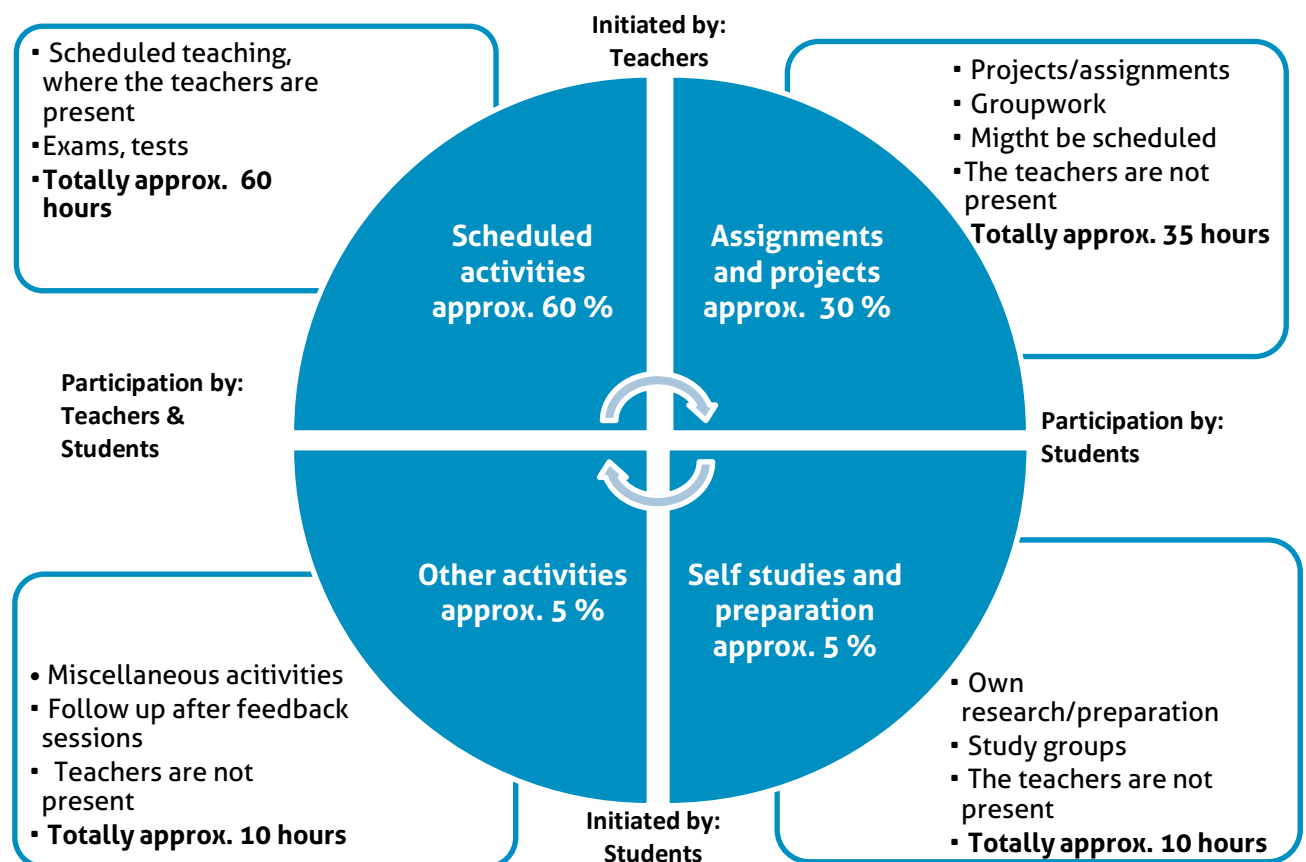 Initiated by:
Teachers
▪ Scheduled teaching,
where the teachers are
present
▪Exams, tests
▪Totally approx. 60
hours
▪ Projects/assignments
▪ Groupwork
▪ Migtht be scheduled
▪The teachers are not
present
Totally approx. 35 hours
Scheduled
activities
approx. 60 %
Assignments
and projects
approx. 30 %
Participation by:
Teachers &
Students
Participation by:
Students
Other activities
approx. 5 %
Self studies and
preparation
approx. 5 %
• Miscellaneous acitivities
▪ Follow up after feedback
sessions
▪ Teachers are not
present
▪ Totally approx. 10 hours
▪ Own
research/preparation
▪ Study groups
▪ The teachers are not
present
▪ Totally approx. 10 hours
Initiated by:
Students